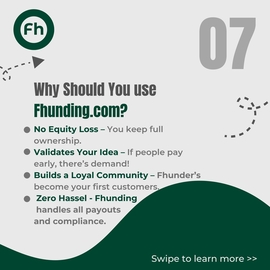 Fh
07
Why Should You use
Fhunding.com?
No Equity Loss – You keep full
ownership.
Validates Your Idea – If people pay
early, there's demand!
Builds a Loyal Community – Fhunder's
become your first customers.
Zero Hassel - Fhunding
handles all payouts
and compliance.
Swipe to learn more >>